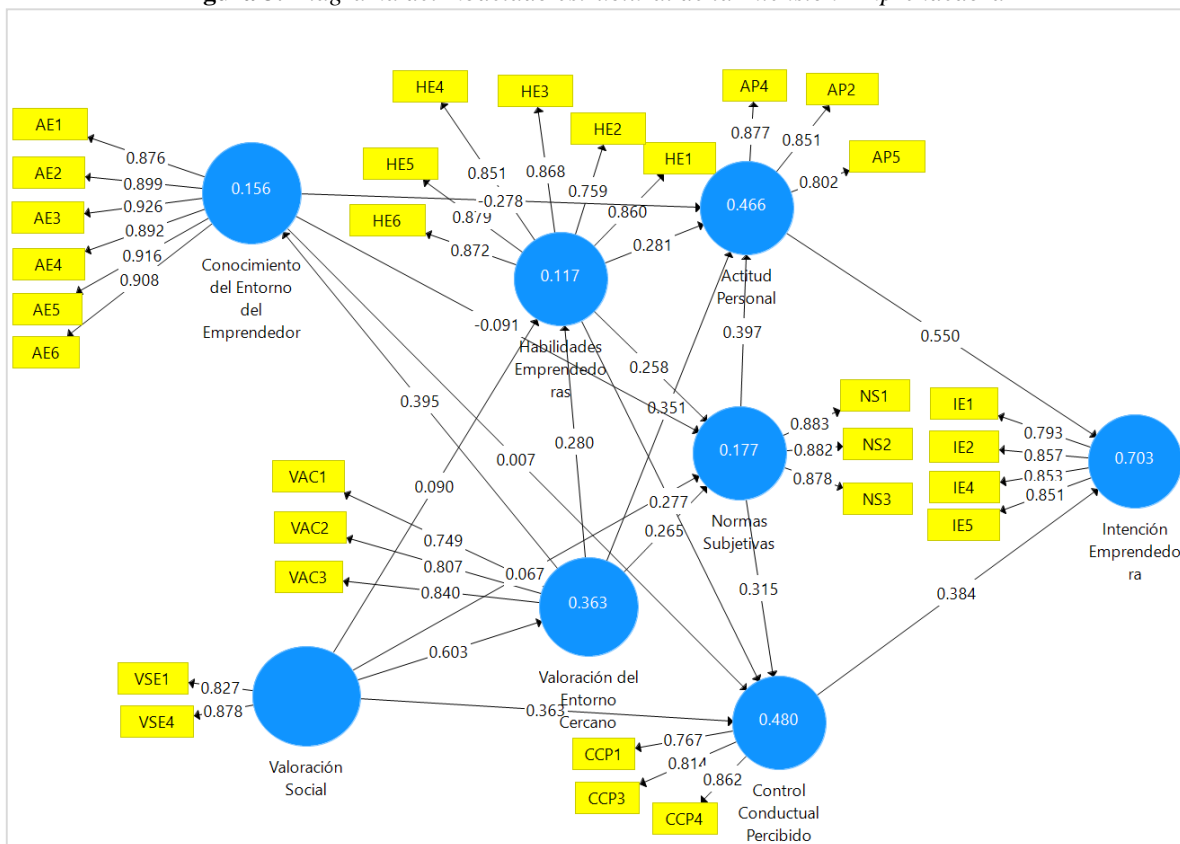 AE1
AE2
AE3
AE4
AE5
AE6
0.876
0.899
0.926
0.892
0.916
0.908
0.156
Conocimiento
del Entorno
del
Emprendedor
HE4
HE3
HE2
HE1
HE5
HE6
0.851
0.868
0.759
0.860
0.879
0.872
-0.278
0.117
Habilidades
Emprendedo
ras
0.281
AP4
AP2
AP5
0.877
0.851
0.802
0.466
Actitud
Personal
-0.091
0.397
0.258
0.550
0.395
0.351
0.280
0.007
0.090
0.177
Normas
Subjetivas
NS1
NS2
NS3
0.883
0.882
0.878
IE1
IE2
IE4
IE5
0.793
0.857
0.853
0.851
0.703
Intención
Emprendedo
ra
VAC1
VAC2
VAC3
0.749
0.807
0.840
0.277
0.265
0.067
0.315
0.384
0.363
Valoración del
Entorno
Cercano
0.603
VSE1
VSE4
0.827
0.878
Valoración
Social
0.363
0.480
Control
Conductual
Percibido
CCP1
CCP3
CCP4
0.767
0.814
0.862